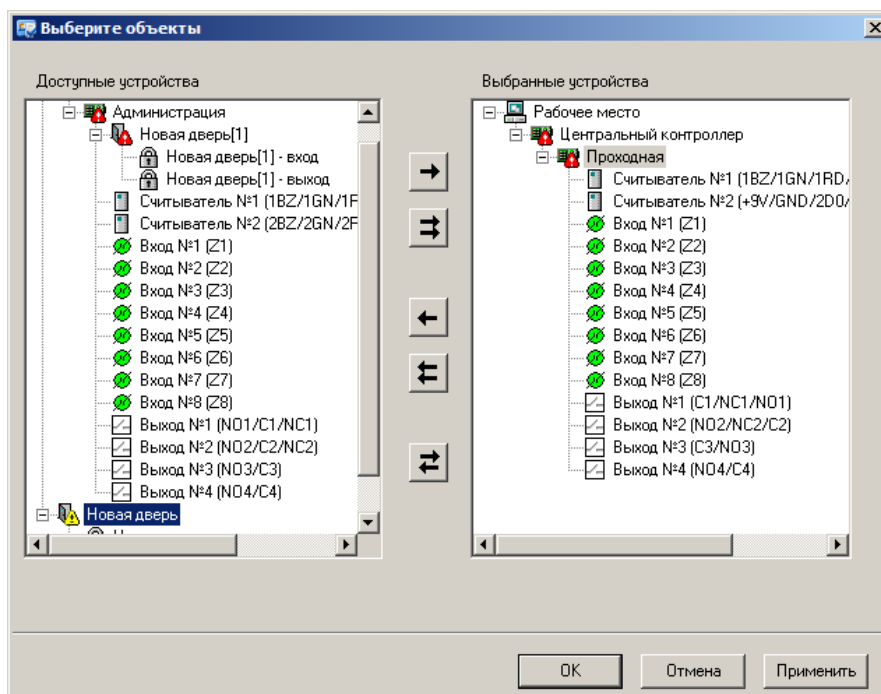 Выберите объекты
Доступные устройства
Администрация
Новая дверь[1]
Новая дверь[1] - вход
Новая дверь[1] - выход
Считыватель №1 (1BZ/1GN/1F
Считыватель №2 (2BZ/2GN/2F
Вход №1 (Z1)
Вход №2 (Z2)
Вход №3 (Z3)
Вход №4 (Z4)
Вход №5 (Z5)
Вход №6 (Z6)
Вход №7 (Z7)
Вход №8 (Z8)
Выход №1 (NO1/C1/NC1)
Выход №2 (NO2/C2/NC2)
Выход №3 (NO3/C3)
Выход №4 (NO4/C4)
Новая дверь
Выбранные устройства
Рабочее место
Центральный контроллер
Проходная
Считыватель №1 (1BZ/1GN/1RD/
Считыватель №2 (+9V/GND/2D0/
Вход №1 (Z1)
Вход №2 (Z2)
Вход №3 (Z3)
Вход №4 (Z4)
Вход №5 (Z5)
Вход №6 (Z6)
Вход №7 (Z7)
Вход №8 (Z8)
Выход №1 (C1/NC1/NO1)
Выход №2 (NO2/NC2/C2)
Выход №3 (C3/NO3)
Выход №4 (NO4/C4)
OK
Отмена
Применить